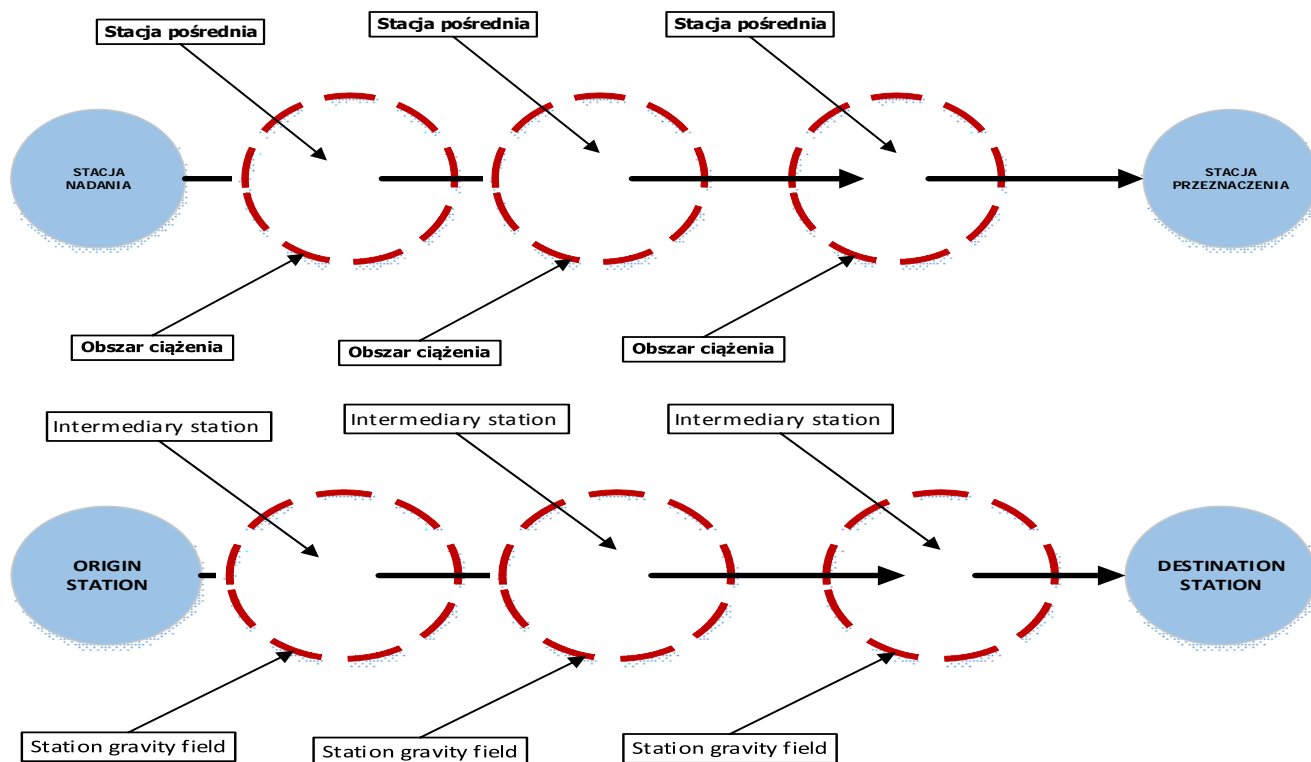 Stacja pośrednia
Stacja pośrednia
Stacja pośrednia
STACJA
NADANIA
STACJA
PRZEZNACZENIA
Obszar ciążenia
Obszar ciążenia
Obszar ciążenia
Intermediary station
Intermediary station
Intermediary station
ORIGIN
STATION
DESTINATION
STATION
Station gravity field
Station gravity field
Station gravity field